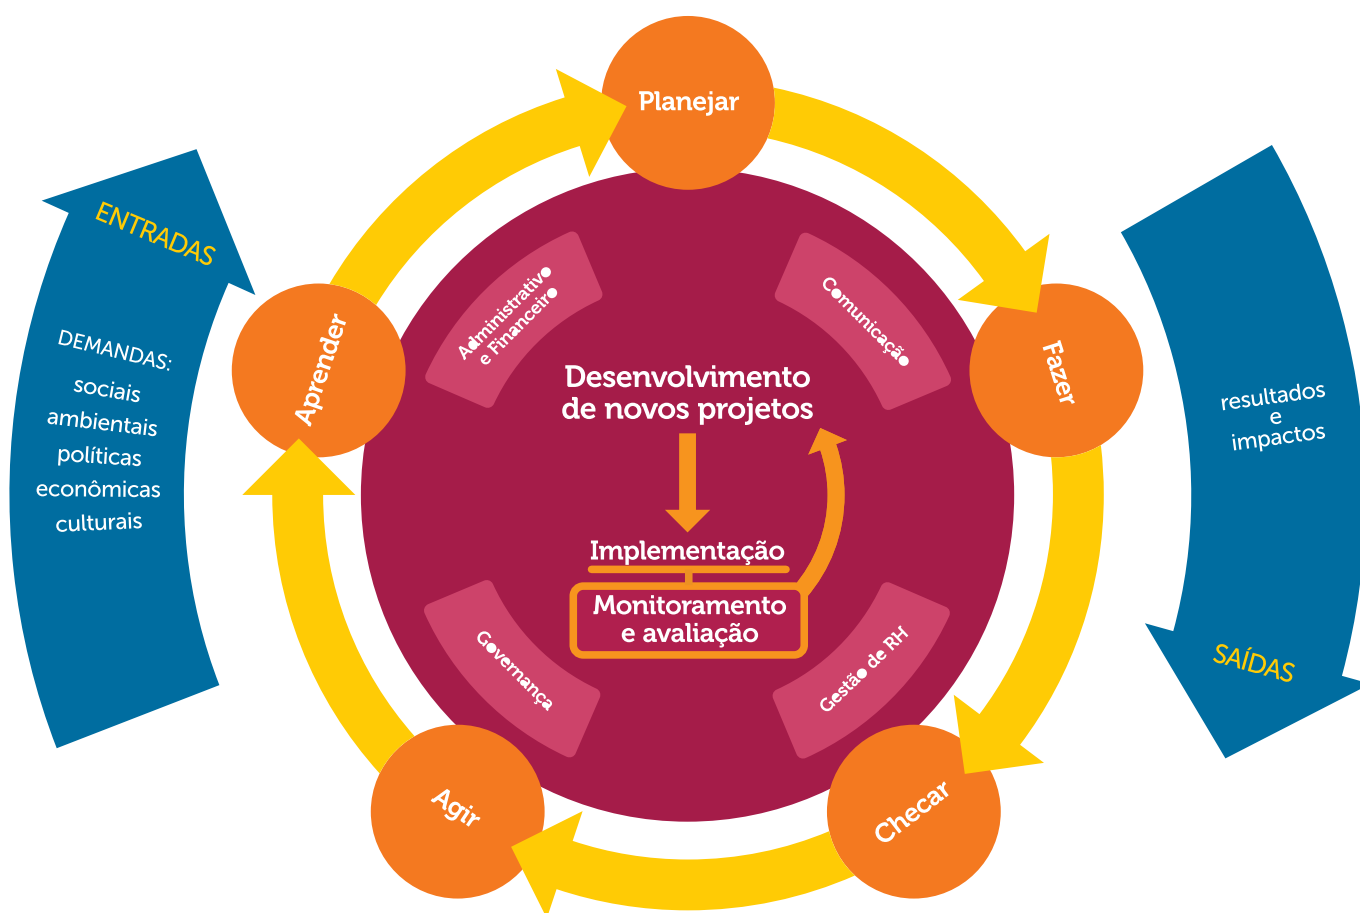 Planejar
ENTRADAS
DEMANDAS:
sociais
ambientais
políticas
econômicas
culturais
Aprender
Administrativo
e Financeiro
Comunicação
Fazer
Desenvolvimento
de novos projetos
resultados
e
impactos
Implementação
Monitoramento
e avaliação
Governança
Gestão de RH
SAÍDAS
Agir
Checar